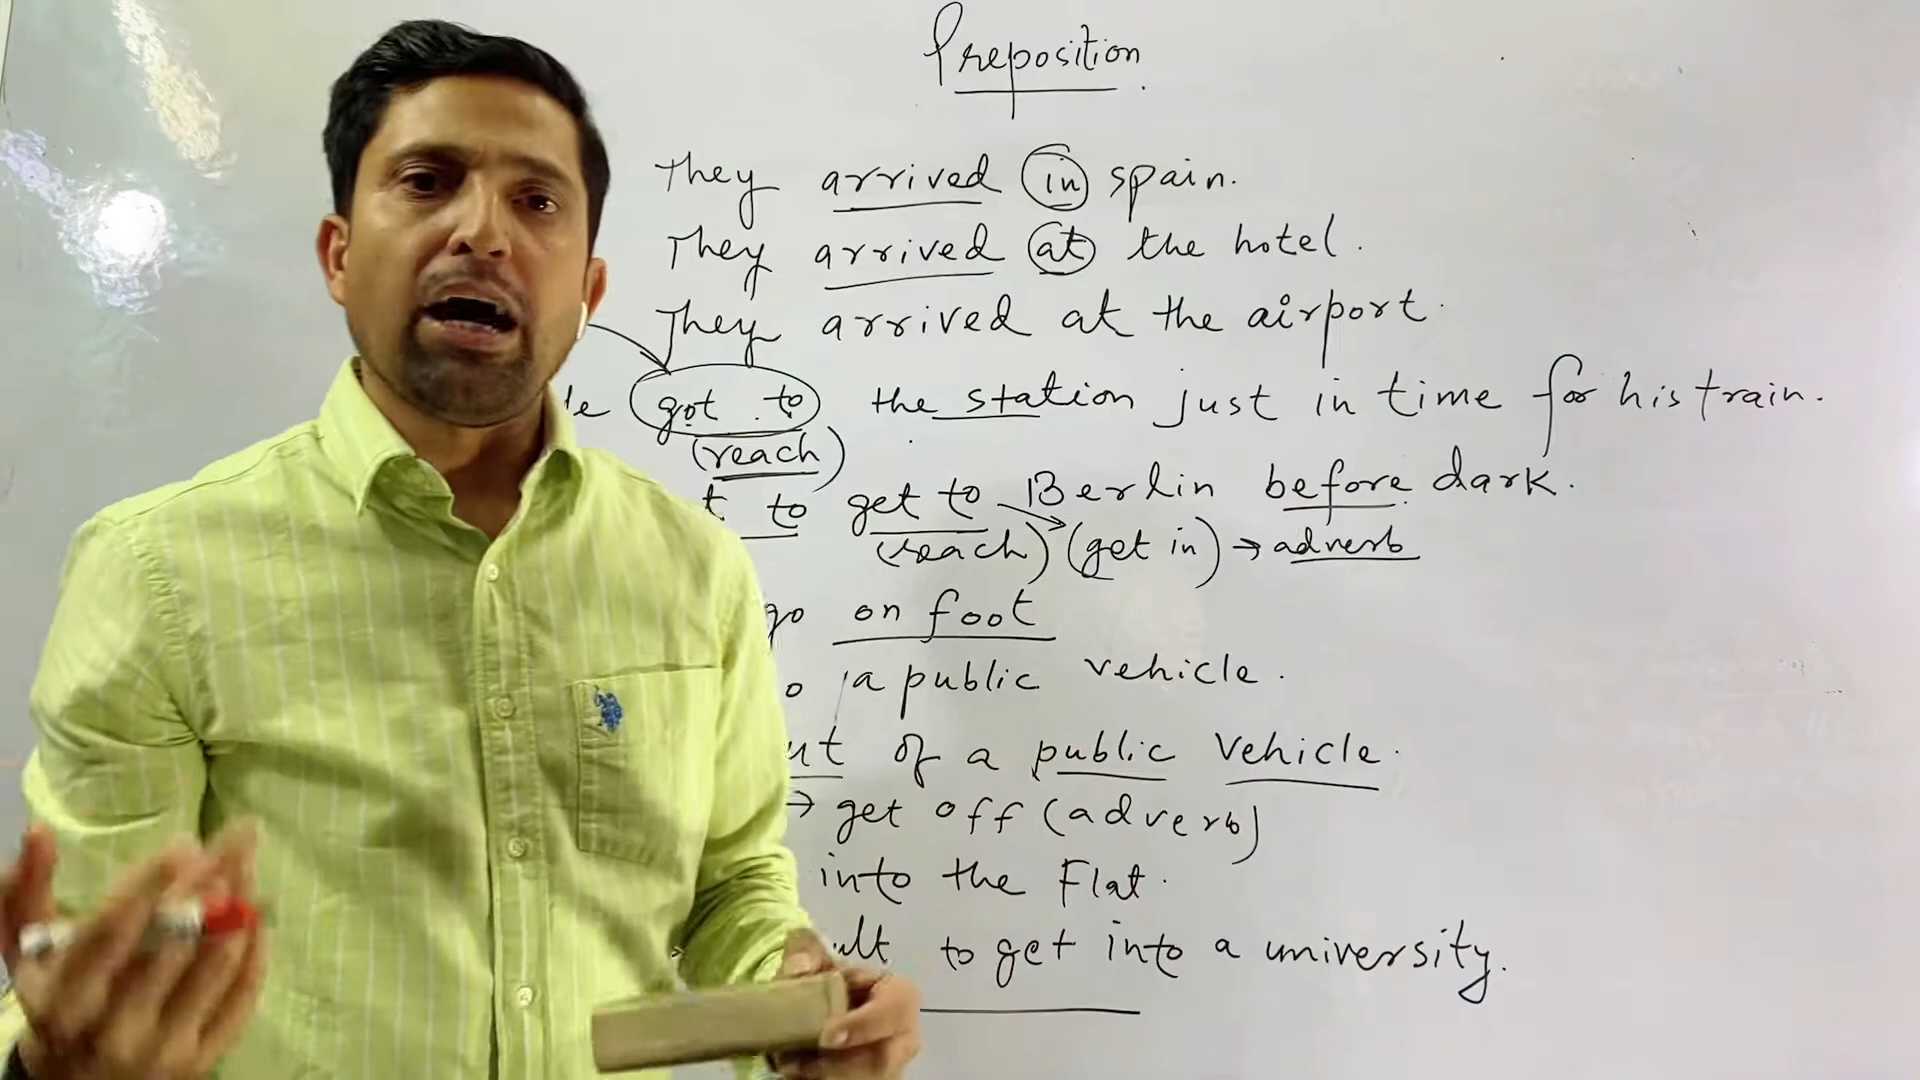 Preposition
They arrived in spain.
They arrived at the hotel.
They arrived at the airport.
got to the station just in time for his train.
(reach)
to get to Berlin before dark.
(reach) (get in) → adverb
go on foot
a public vehicle.
of a public vehicle.
→ get off (adverb)
into the Flat.
to get into a university.